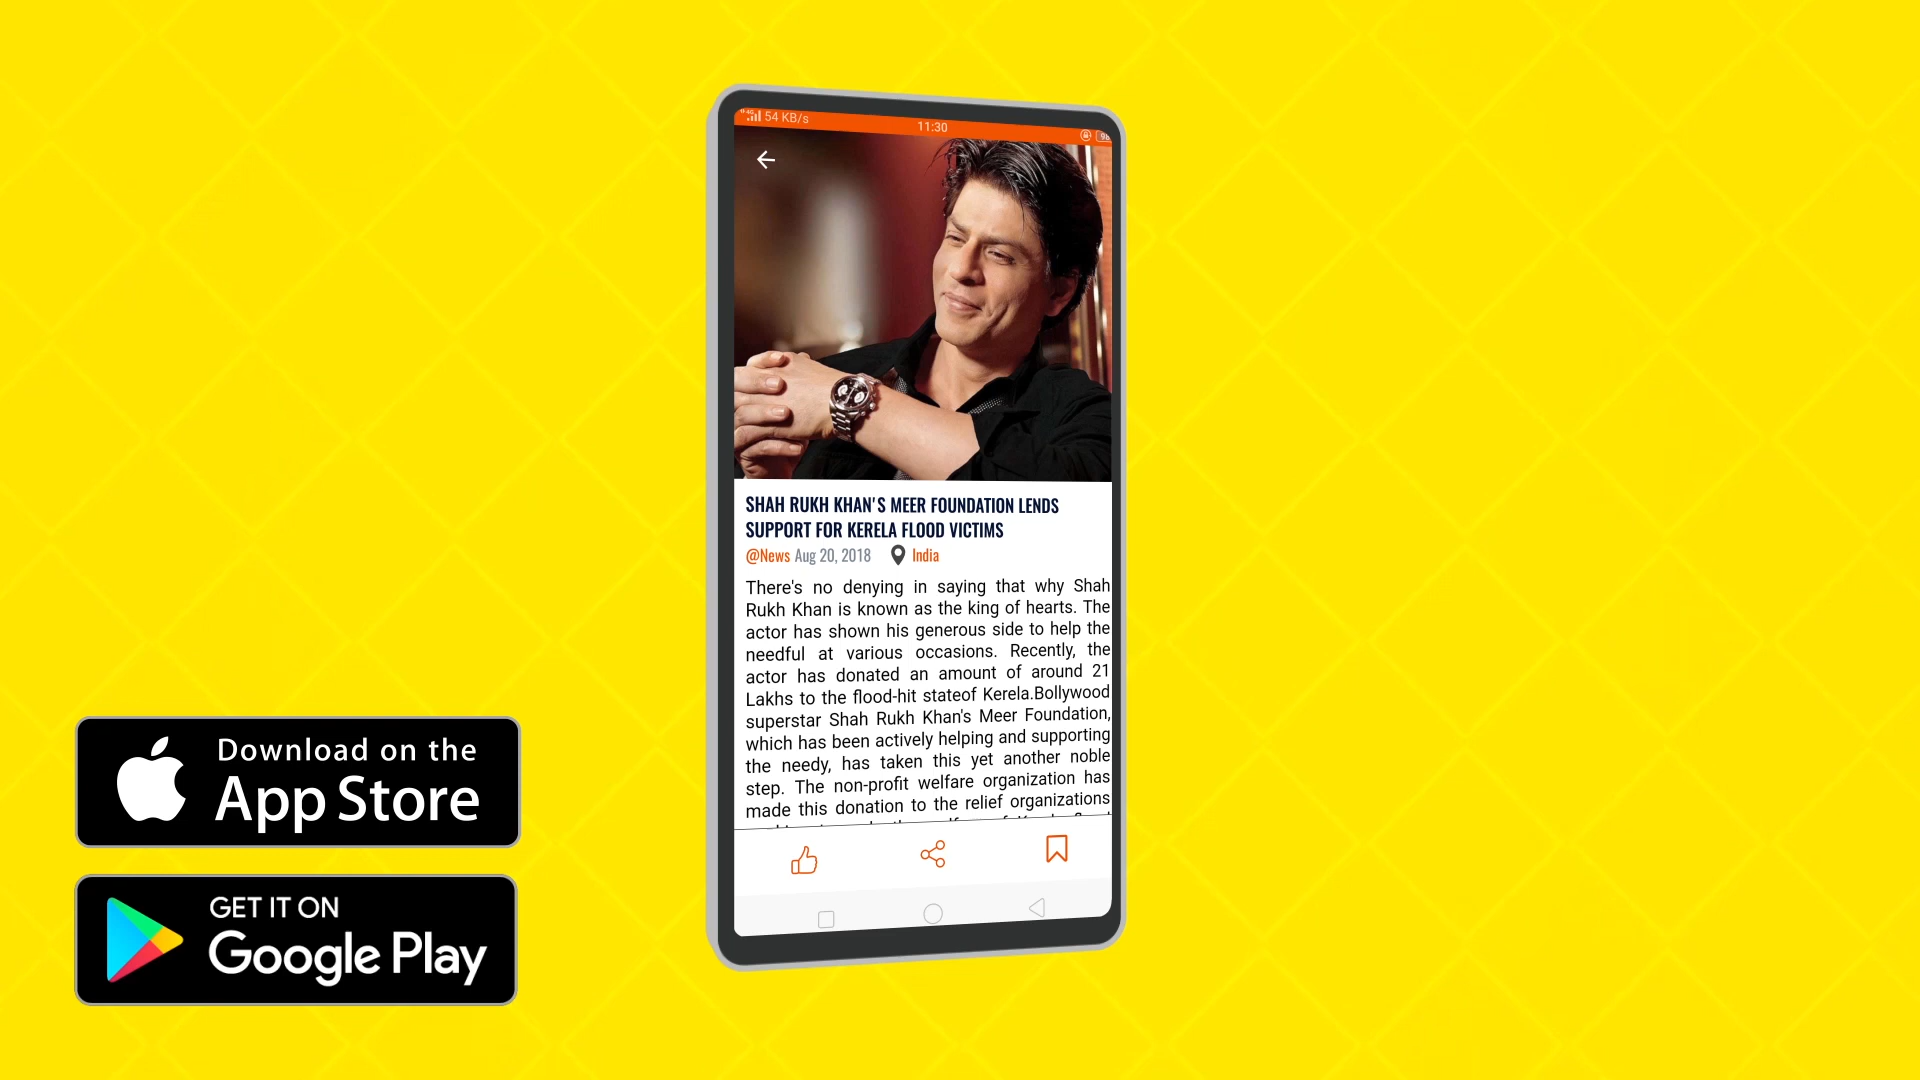 54 KB/s
11:30
SHAH RUKH KHAN'S MEER FOUNDATION LENDS
SUPPORT FOR KERELA FLOOD VICTIMS
@News Aug 20, 2018 India
There's no denying in saying that why Shah
Rukh Khan is known as the king of hearts. The
actor has shown his generous side to help the
needful at various occasions. Recently, the
actor has donated an amount of around 21
Lakhs to the flood-hit stateof Kerela.Bollywood
superstar Shah Rukh Khan's Meer Foundation,
which has been actively helping and supporting
the needy, has taken this yet another noble
step. The non-profit welfare organization has
made this donation to the relief organizations
Download on the
App Store
GET IT ON
Google Play